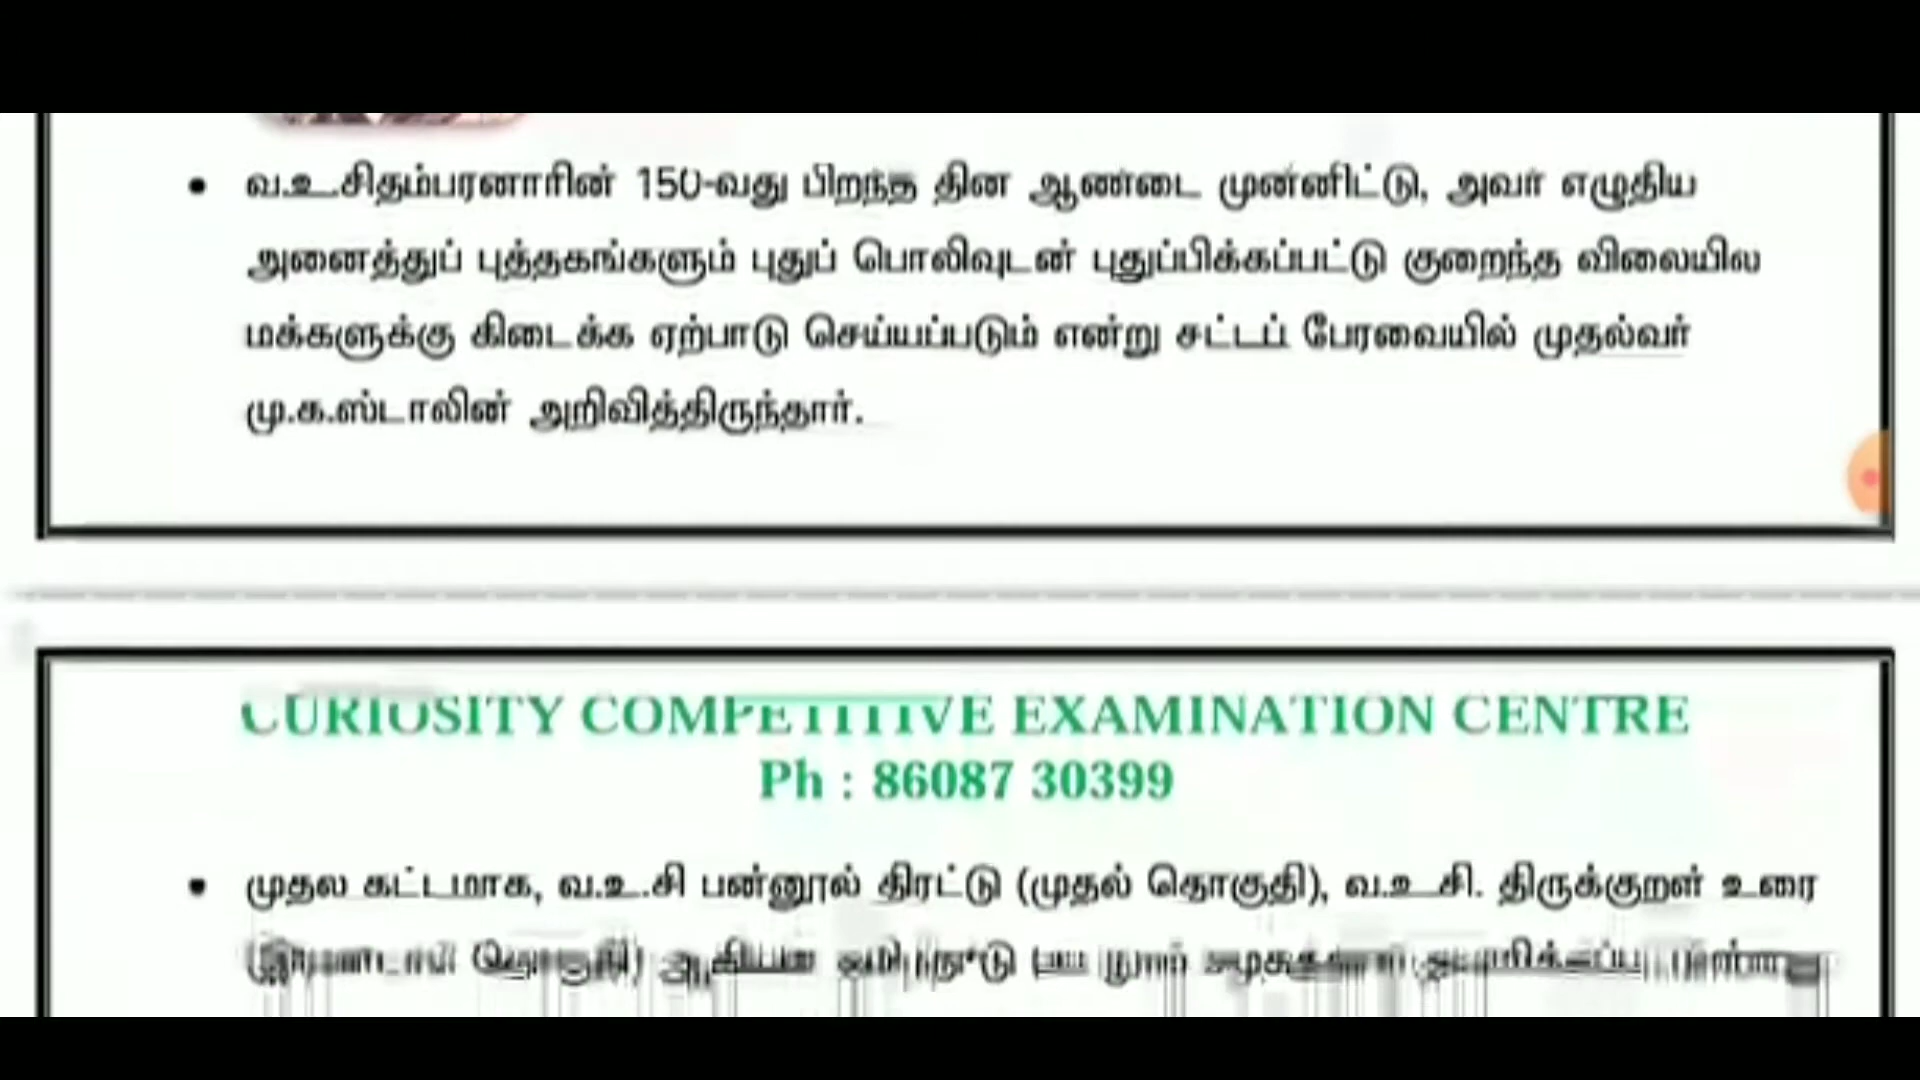 • வ.உ.சிதம்பரனாரின் 150-வது பிறந்த தின ஆண்டை முன்னிட்டு, அவர் எழுதிய
அனைத்துப் புத்தகங்களும் புதுப் பொலிவுடன் புதுப்பிக்கப்பட்டு குறைந்த விலையில
மக்களுக்கு கிடைக்க ஏற்பாடு செய்யப்படும் என்று சட்டப் பேரவையில் முதல்வர்
மு.க.ஸ்டாலின் அறிவித்திருந்தார்.
CURIOSITY COMPETITIVE EXAMINATION CENTRE
Ph : 86087 30399
• முதல கட்டமாக, வ.உ.சி பன்னூல் திரட்டு (முதல் தொகுதி), வ.உ.சி. திருக்குறள் உரை